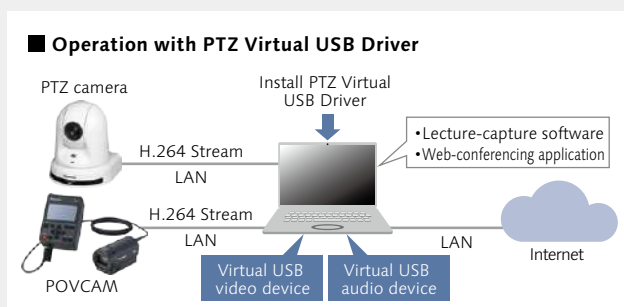 ■ Operation with PTZ Virtual USB Driver
PTZ camera
Install PTZ Virtual
USB Driver
H.264 Stream
LAN
•Lecture-capture software
•Web-conferencing application
H.264 Stream
LAN
POVCAM
Virtual USB
video device
Virtual USB
audio device
LAN
Internet